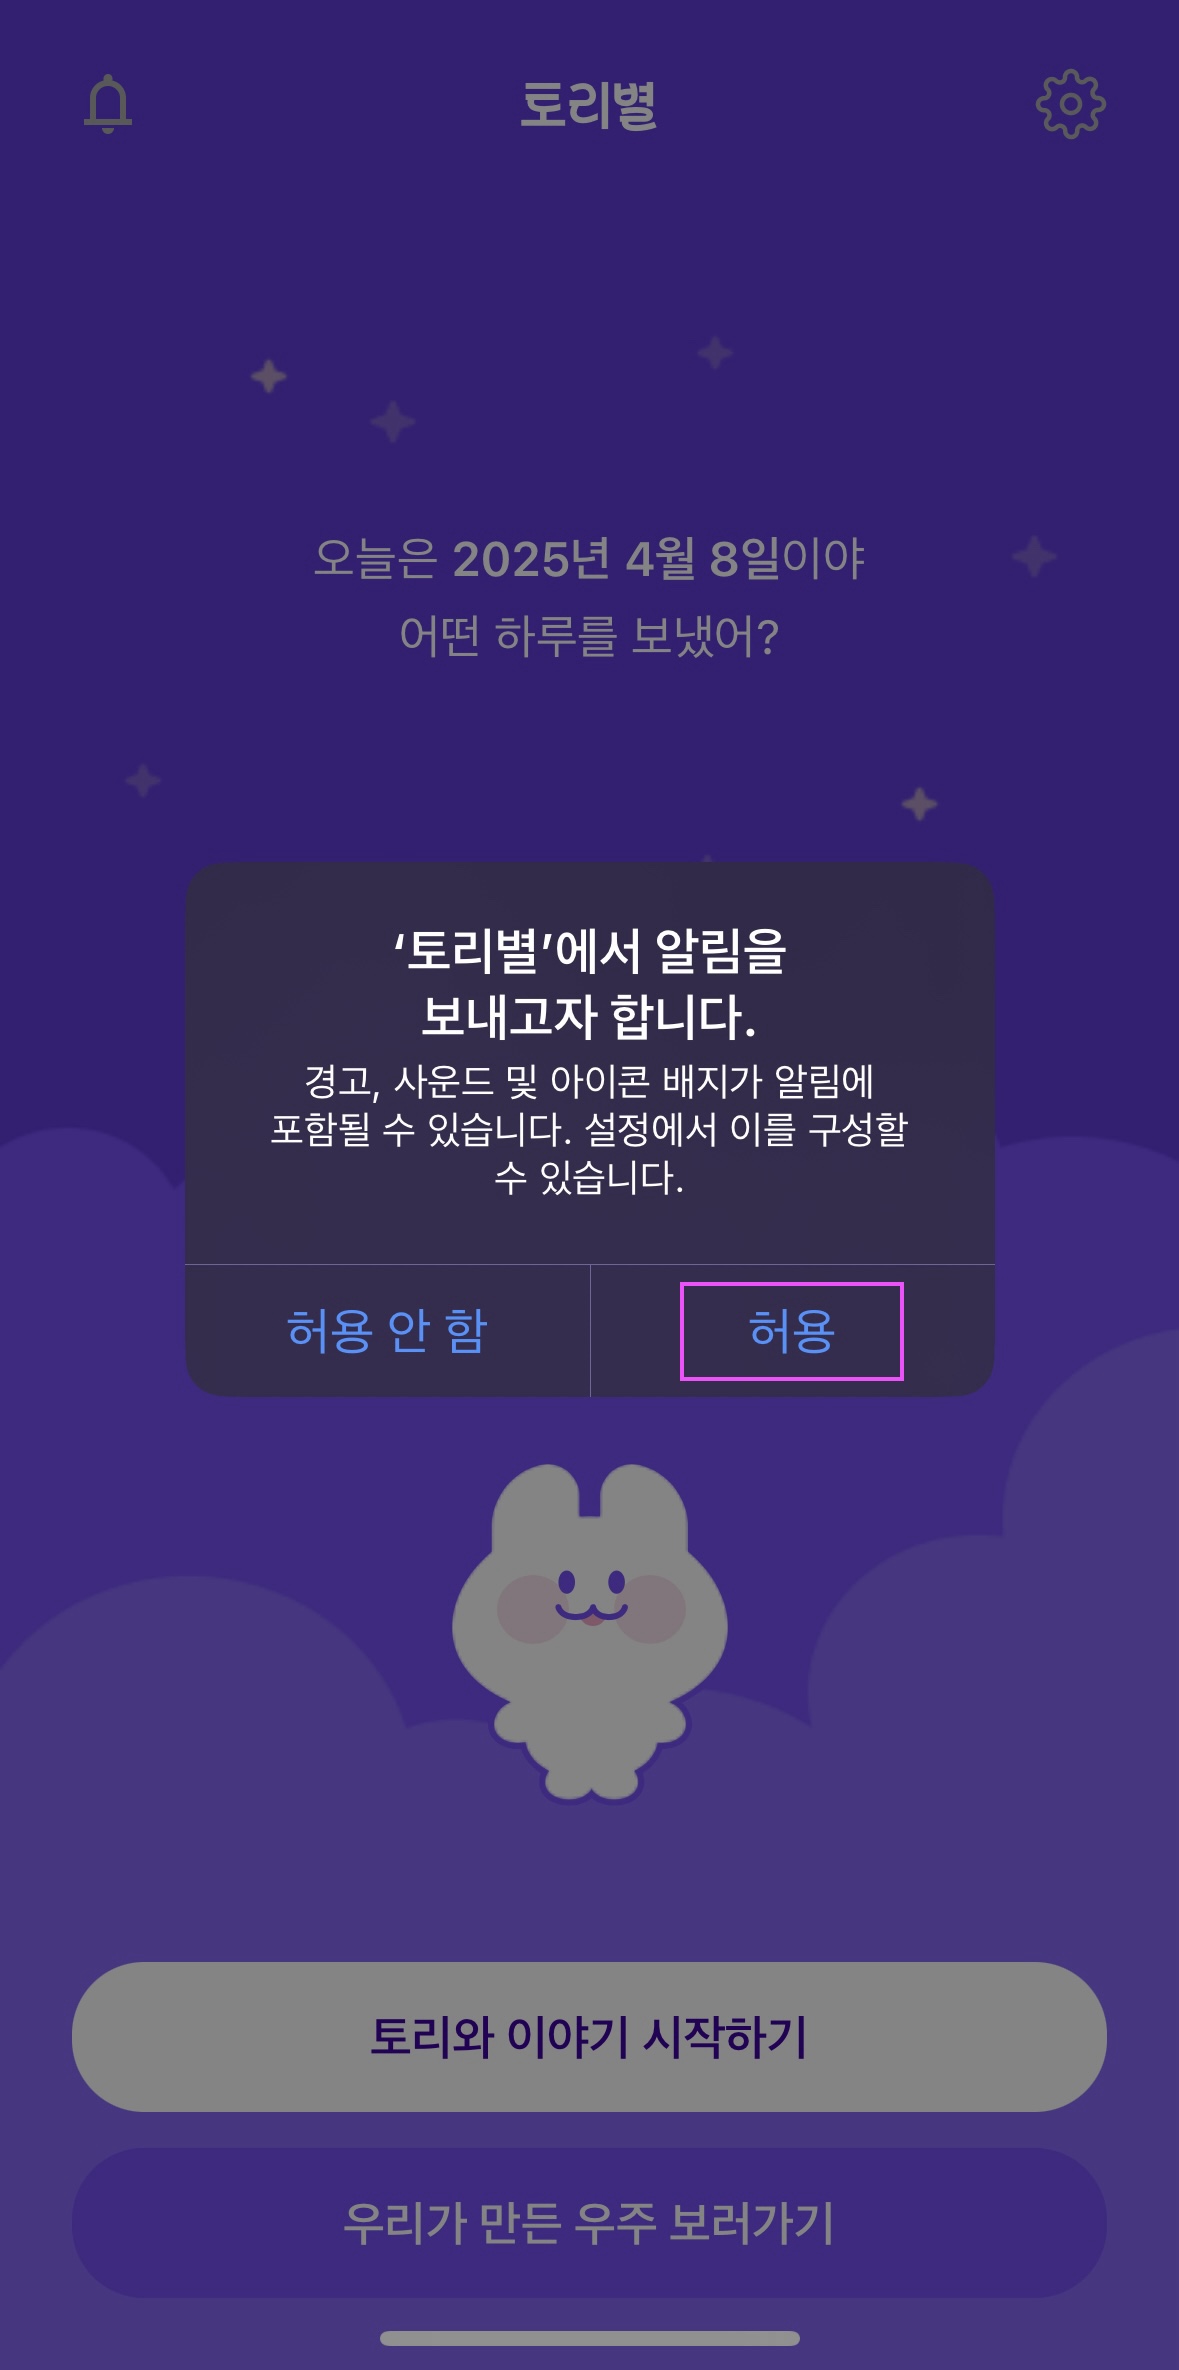 토리별
오늘은 2025년 4월 8일이야
어떤 하루를 보냈어?
‘토리별’에서 알림을
보내고자 합니다.
경고, 사운드 및 아이콘 배지가 알림에
포함될 수 있습니다. 설정에서 이를 구성할
수 있습니다.
허용 안 함
허용
토리와 이야기 시작하기
우리가 만든 우주 보러가기